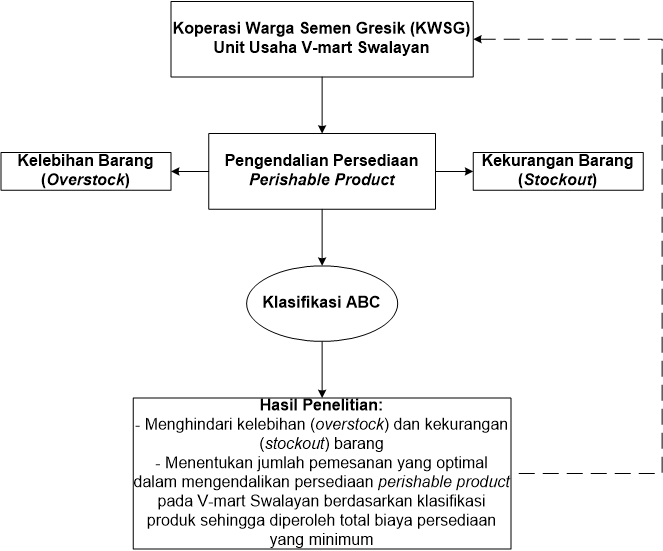 Koperasi Warga Semen Gresik (KWSG)
Unit Usaha V-mart Swalayan
Kelebihan Barang
(Overstock)
Pengendalian Persediaan
Perishable Product
Kekurangan Barang
(Stockout)
Klasifikasi ABC
Hasil Penelitian:
- Menghindari kelebihan (overstock) dan kekurangan
(stockout) barang
- Menentukan jumlah pemesanan yang optimal
dalam mengendalikan persediaan perishable product
pada V-mart Swalayan berdasarkan klasifikasi
produk sehingga diperoleh total biaya persediaan
yang minimum